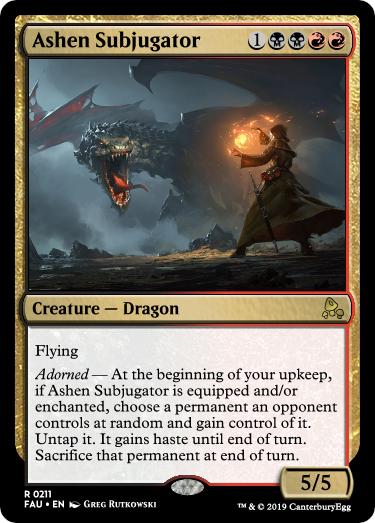 Ashen Subjugator 1
Creature — Dragon
Flying
Adorned — At the beginning of your upkeep,
if Ashen Subjugator is equipped and/or
enchanted, choose a permanent an opponent
controls at random and gain control of it.
Untap it. It gains haste until end of turn.
Sacrifice that permanent at end of turn.
5/5
R 0211
FAU • EN GREG RUTKOWSKI
™ & © 2019 CanterburyEgg